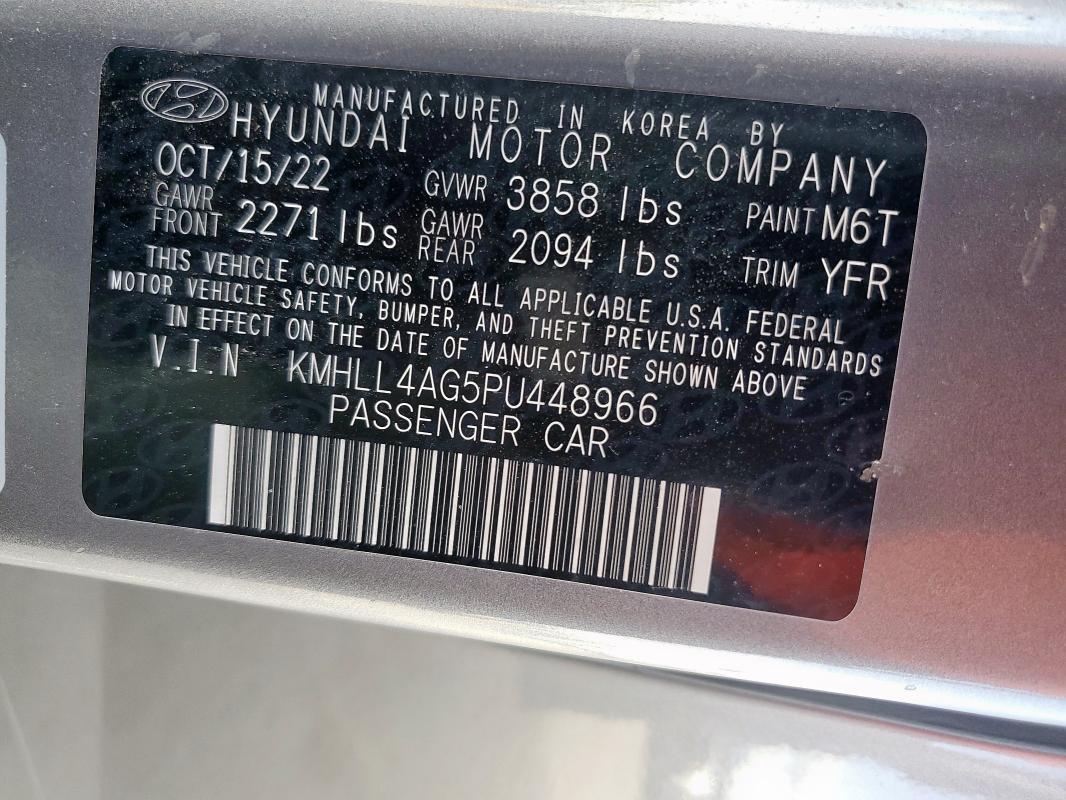 MANUFACTURED IN KOREA BY
HYUNDAI MOTOR COMPANY
OCT/15/22 GVWR 3858 lbs PAINT M6T
GAWR FRONT 2271 lbs GAWR REAR 2094 lbs TRIM YFR
THIS VEHICLE CONFORMS TO ALL APPLICABLE U.S.A. FEDERAL
MOTOR VEHICLE SAFETY, BUMPER, AND THEFT PREVENTION STANDARDS
IN EFFECT ON THE DATE OF MANUFACTURE SHOWN ABOVE
V.I.N KMHLL4AG5PU448966
PASSENGER CAR